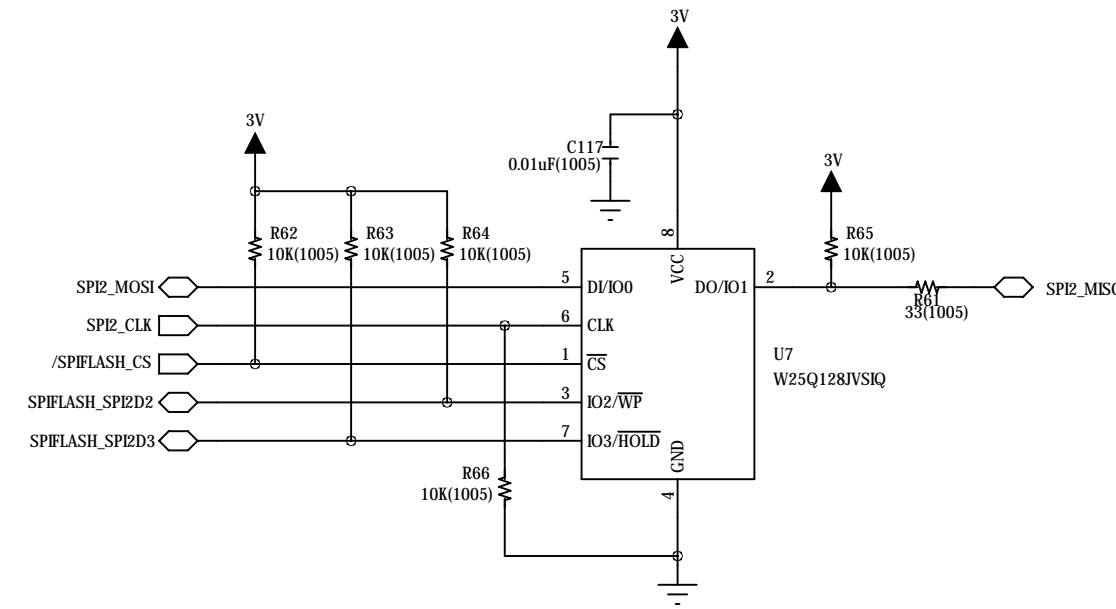 3V
3V
C117
0.01uF(1005)
3V
R62
10K(1005)
R63
10K(1005)
R64
10K(1005)
R65
10K(1005)
8
VCC
SPI2_MOSI
5
DI/IO0
DO/IO1
2
R61
33(1005)
SPI2_MISO
SPI2_CLK
6
CLK
/SPIFLASH_CS
1
CS
U7
W25Q128JVSIQ
SPIFLASH_SPI2D2
3
IO2/WP
SPIFLASH_SPI2D3
7
IO3/HOLD
GND
4
R66
10K(1005)